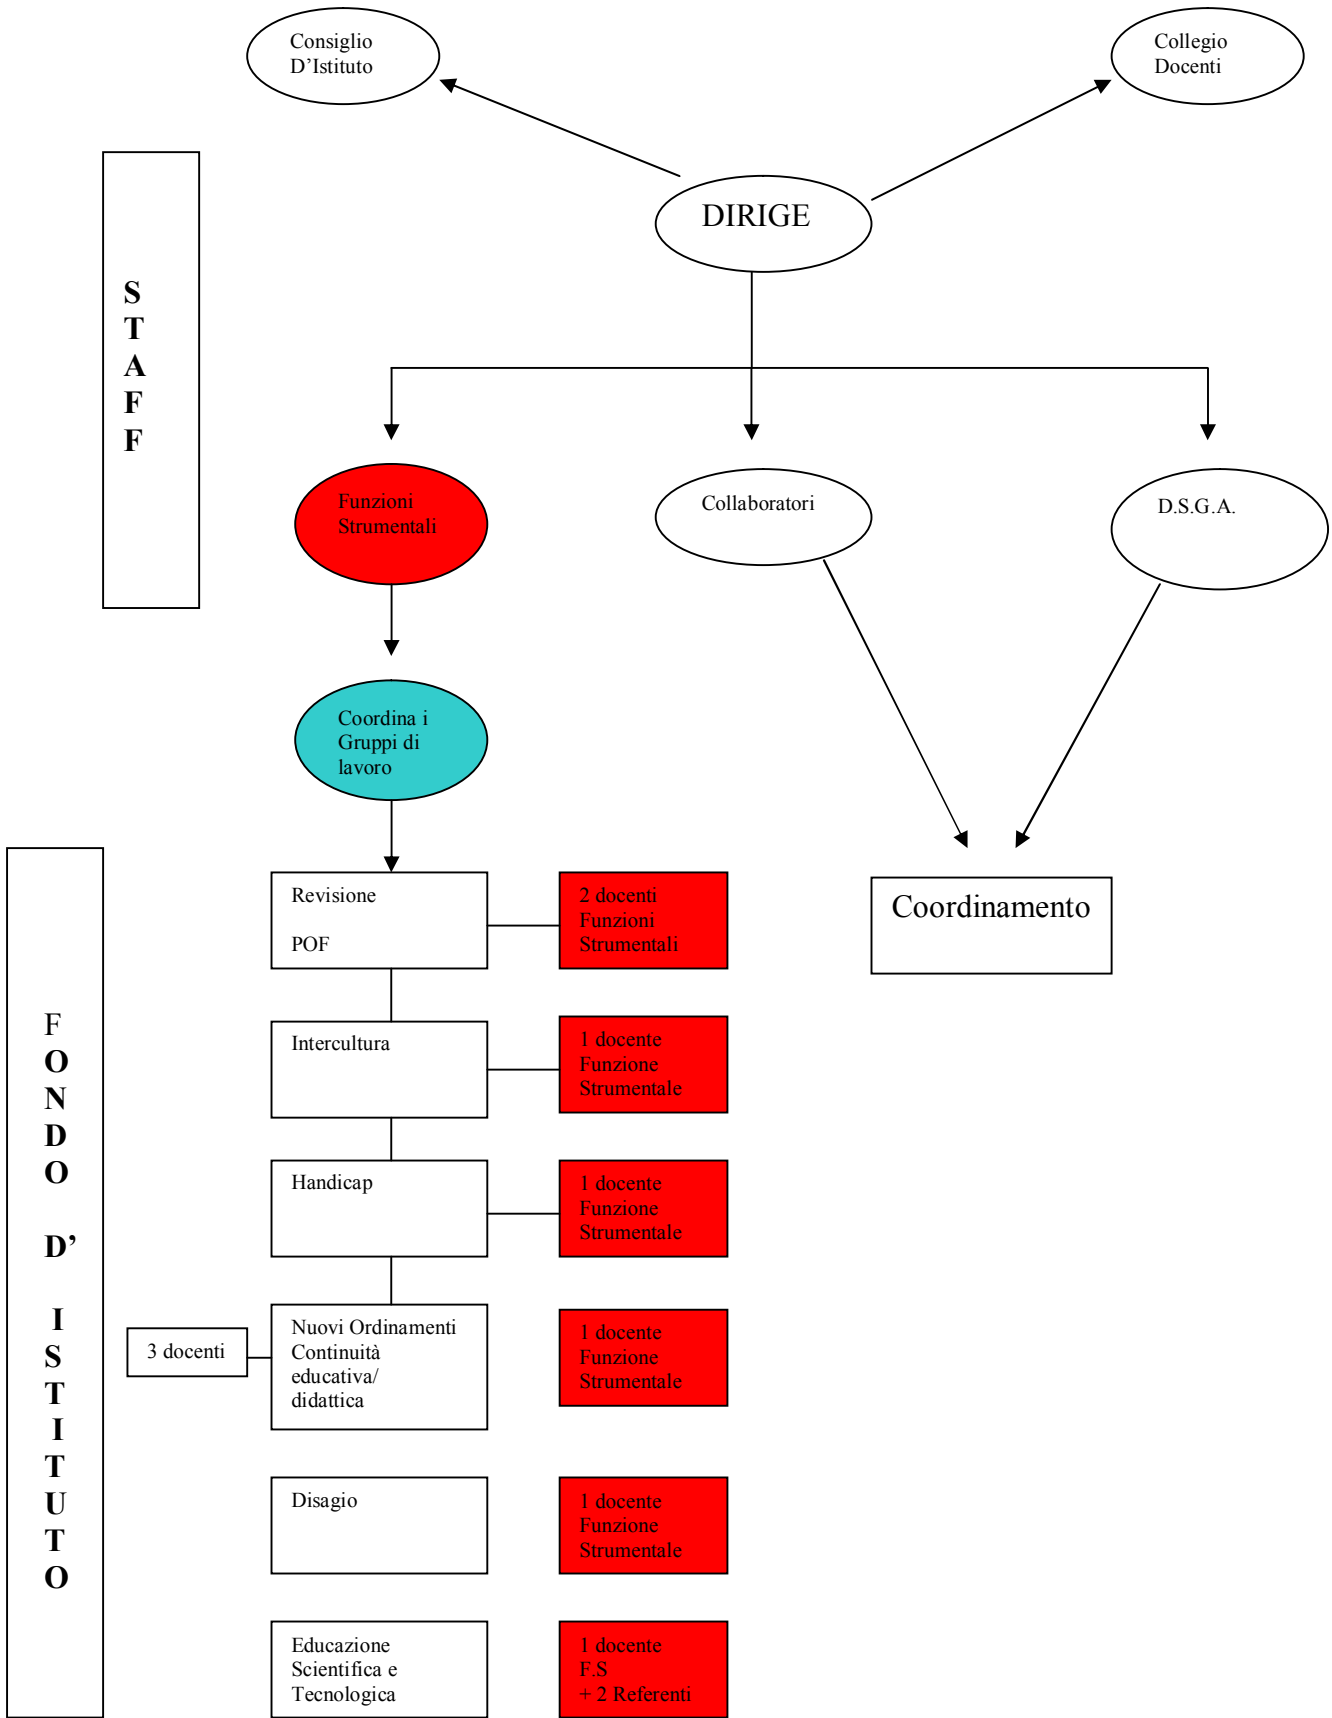 Consiglio
D’Istituto
Collegio
Docenti
DIRIGE
S
T
A
F
F
Funzioni
Strumentali
Collaboratori
D.S.G.A.
Coordina i
Gruppi di
lavoro
Revisione
POF
2 docenti
Funzioni
Strumentali
Coordinamento
F
O
N
D
O
D’
I
S
T
I
T
U
T
O
Intercultura
1 docente
Funzione
Strumentale
Handicap
1 docente
Funzione
Strumentale
3 docenti
Nuovi Ordinamenti
Continuità
educativa/
didattica
1 docente
Funzione
Strumentale
Disagio
1 docente
Funzione
Strumentale
Educazione
Scientifica e
Tecnologica
1 docente
F.S
+ 2 Referenti